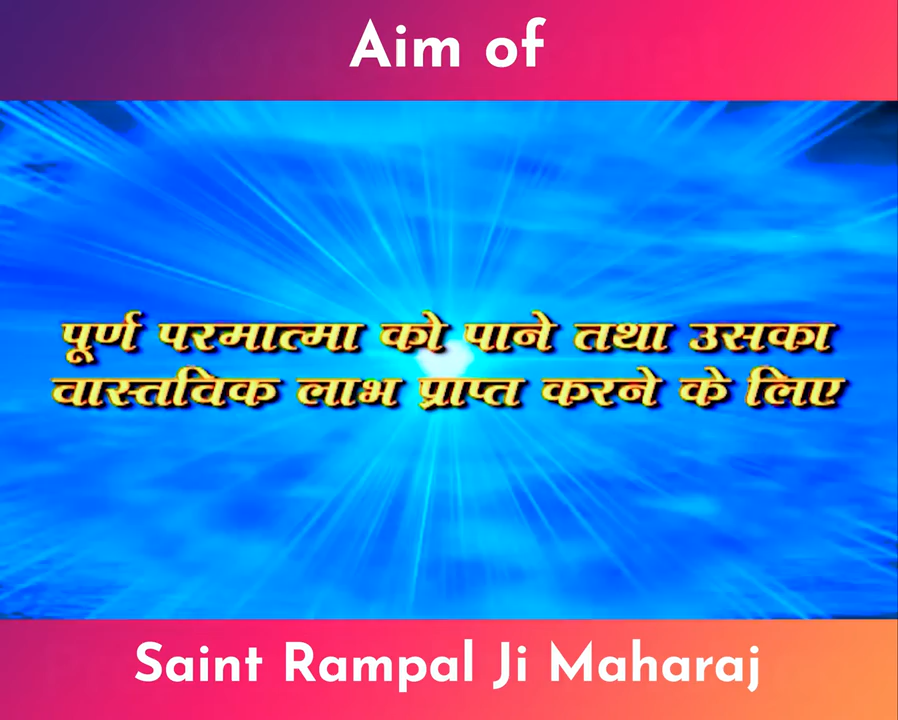 Aim of
पूर्ण परमात्मा को पाने तथा उसका
वास्तविक लाभ प्राप्त करने के लिए
Saint Rampal Ji Maharaj